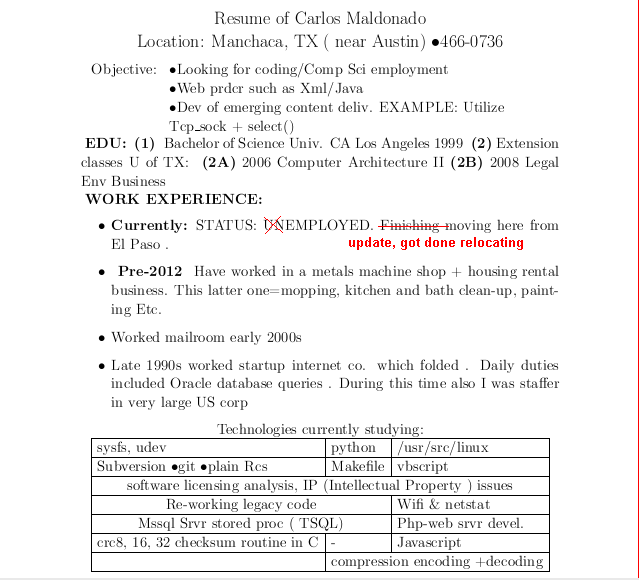 Resume of Carlos Maldonado
Location: Manchaca, TX ( near Austin) •466-0736
Objective: •Looking for coding/Comp Sci employment
•Web prdcr such as Xml/Java
•Dev of emerging content deliv. EXAMPLE: Utilize
Tcp_sock + select()
EDU: (1) Bachelor of Science Univ. CA Los Angeles 1999 (2) Extension
classes U of TX: (2A) 2006 Computer Architecture II (2B) 2008 Legal
Env Business
WORK EXPERIENCE:
• Currently: STATUS: UNEMPLOYED. Finishing moving here from
El Paso .
update, got done relocating
• Pre-2012 Have worked in a metals machine shop + housing rental
business. This latter one=mopping, kitchen and bath clean-up, paint-
ing Etc.
• Worked mailroom early 2000s
• Late 1990s worked startup internet co. which folded . Daily duties
included Oracle database queries . During this time also I was staffer
in very large US corp
Technologies currently studying:
sysfs, udev python /usr/src/linux
Subversion •git •plain Rcs Makefile vbscript
software licensing analysis, IP (Intellectual Property ) issues
Re-working legacy code Wifi & netstat
Mssql Srvr stored proc ( TSQL) Php-web srvr devel.
crc8, 16, 32 checksum routine in C - Javascript
compression encoding +decoding